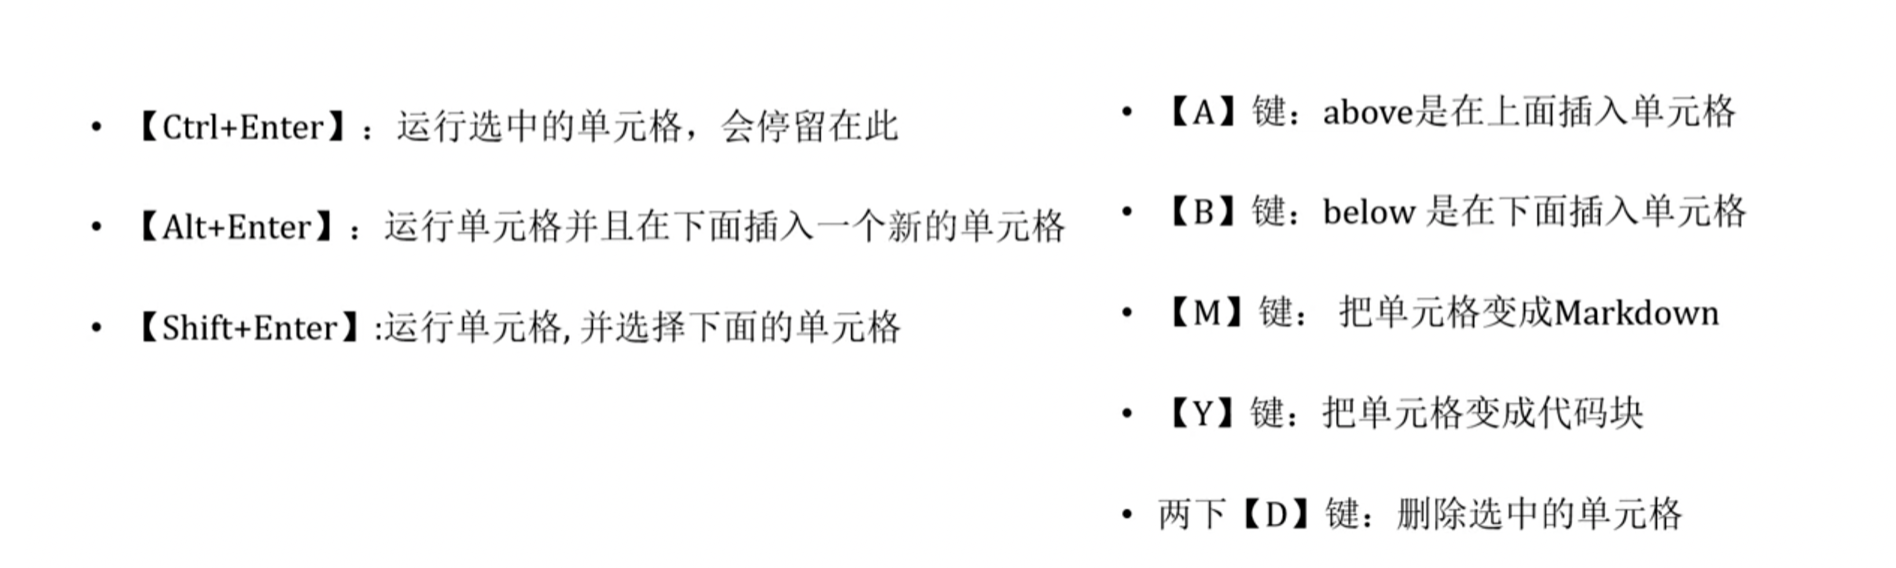 • 【Ctrl+Enter】：运行选中的单元格，会停留在此
• 【Alt+Enter】：运行单元格并且在下面插入一个新的单元格
• 【Shift+Enter】:运行单元格, 并选择下面的单元格
• 【A】键：above是在上面插入单元格
• 【B】键：below 是在下面插入单元格
• 【M】键： 把单元格变成Markdown
• 【Y】键：把单元格变成代码块
• 两下【D】键：删除选中的单元格